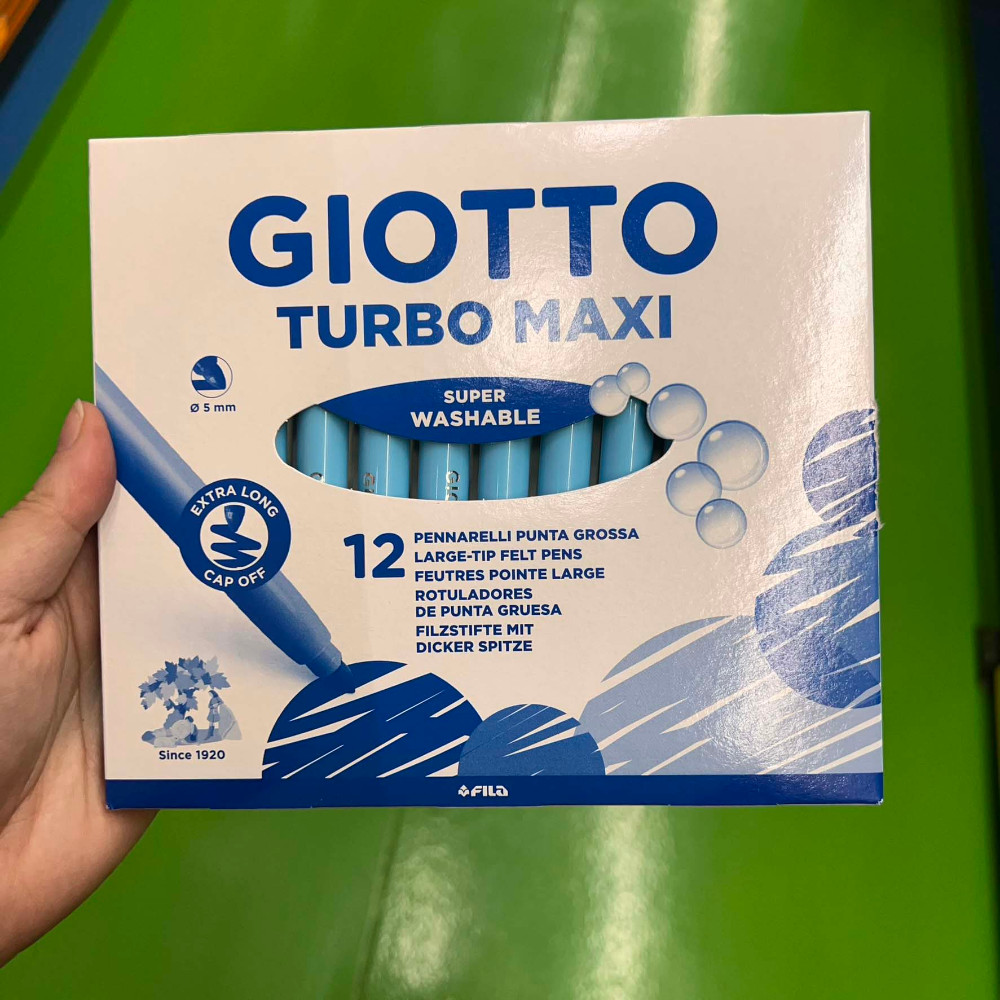 GIOTTO
TURBO MAXI
Ø 5 mm
SUPER
WASHABLE
EXTRA LONG
CAP OFF
12
PENNARELLI PUNTA GROSSA
LARGE-TIP FELT PENS
FEUTRES POINTE LARGE
ROTULADORES
DE PUNTA GRUESA
FILZSTIFTE MIT
DICKER SPITZE
Since 1920
FILA